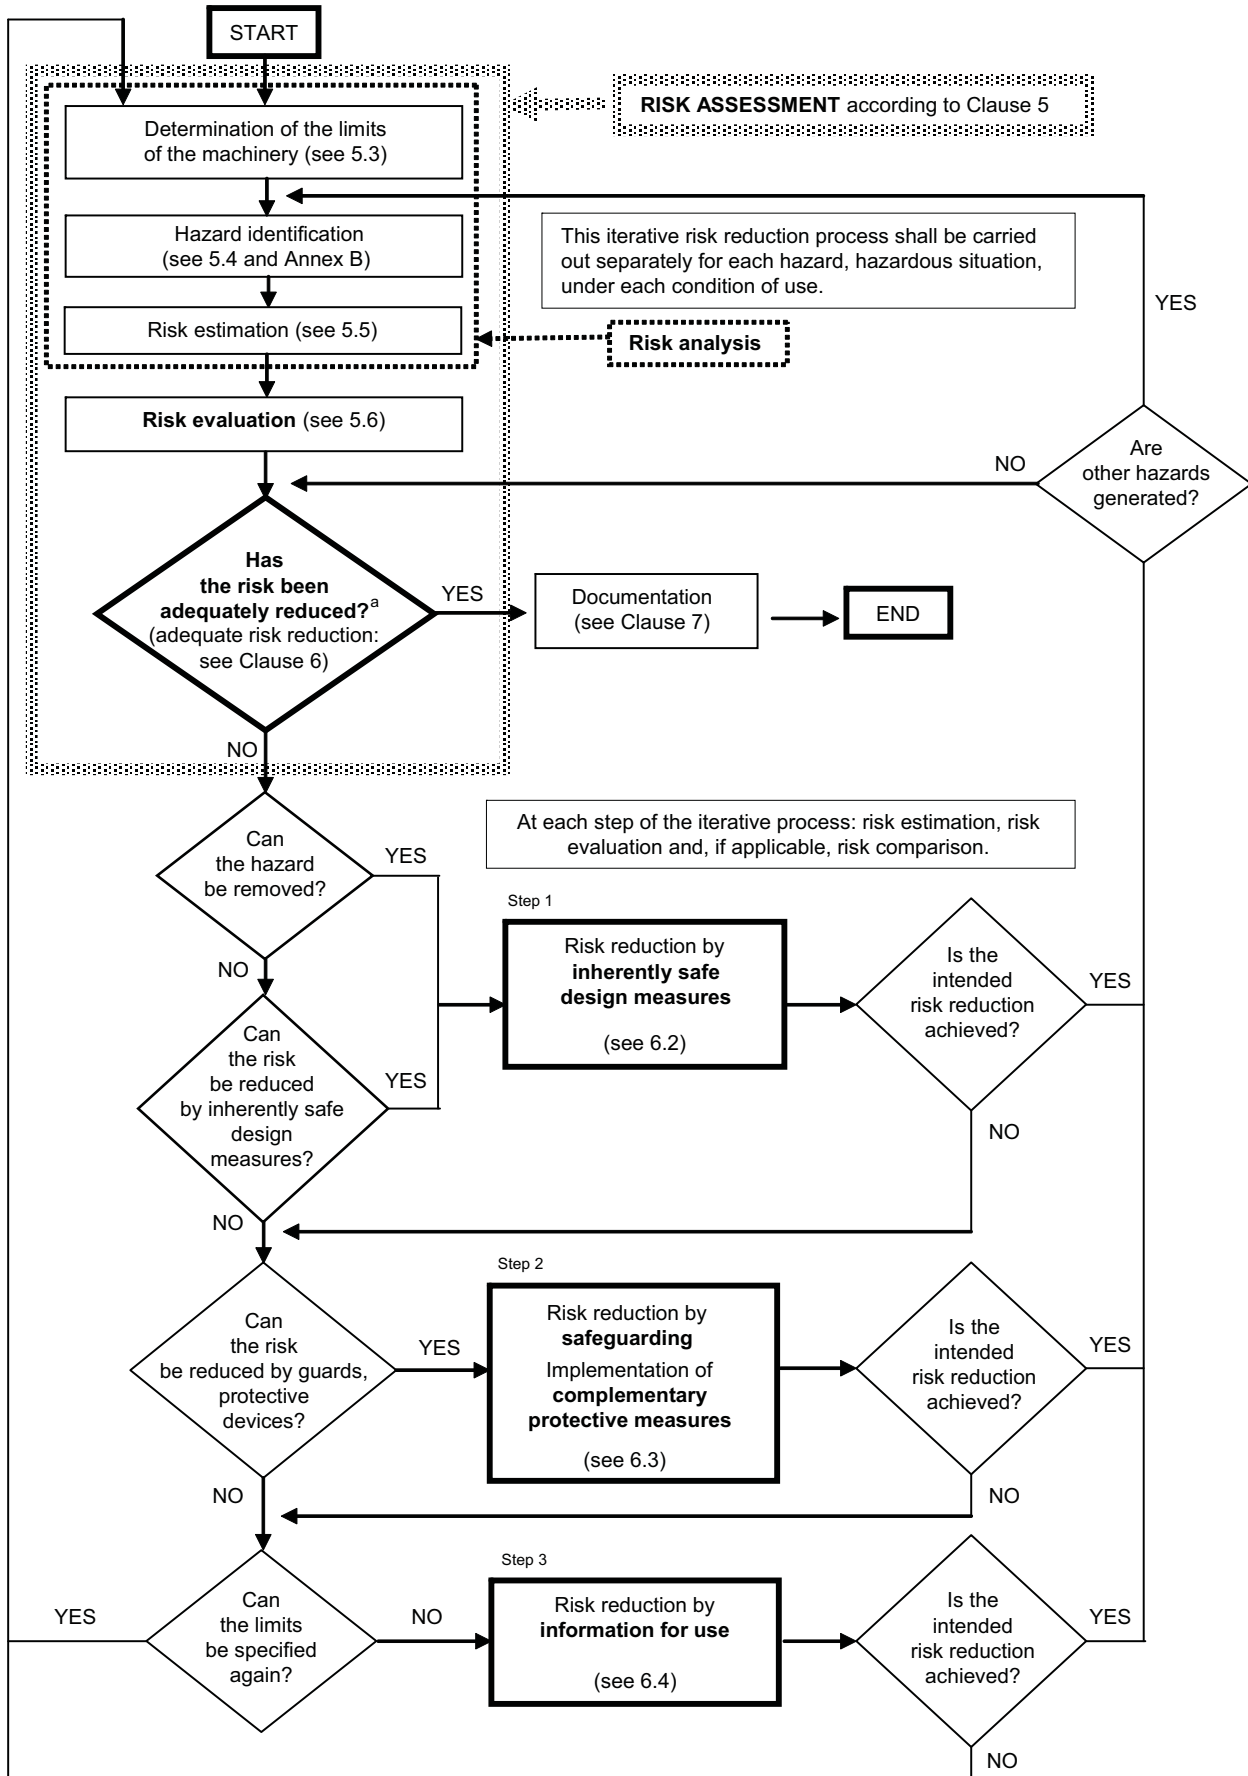 START
RISK ASSESSMENT according to Clause 5
Determination of the limits
of the machinery (see 5.3)
Hazard identification
(see 5.4 and Annex B)
This iterative risk reduction process shall be carried
out separately for each hazard, hazardous situation,
under each condition of use.
YES
Risk estimation (see 5.5)
Risk analysis
Risk evaluation (see 5.6)
NO
Are
other hazards
generated?
Has
the risk been
adequately reduced?a
(adequate risk reduction:
see Clause 6)
YES
Documentation
(see Clause 7)
END
NO
Can
the hazard
be removed?
YES
At each step of the iterative process: risk estimation, risk
evaluation and, if applicable, risk comparison.
NO
Step 1
Risk reduction by
inherently safe
design measures
(see 6.2)
Is the
intended
risk reduction
achieved?
YES
Can
the risk
be reduced
by inherently safe
design
measures?
YES
NO
NO
Step 2
Can
the risk
be reduced by guards,
protective
devices?
YES
Risk reduction by
safeguarding
Implementation of
complementary
protective measures
(see 6.3)
Is the
intended
risk reduction
achieved?
YES
NO
NO
Step 3
YES
Can
the limits
be specified
again?
NO
Risk reduction by
information for use
(see 6.4)
Is the
intended
risk reduction
achieved?
YES
NO